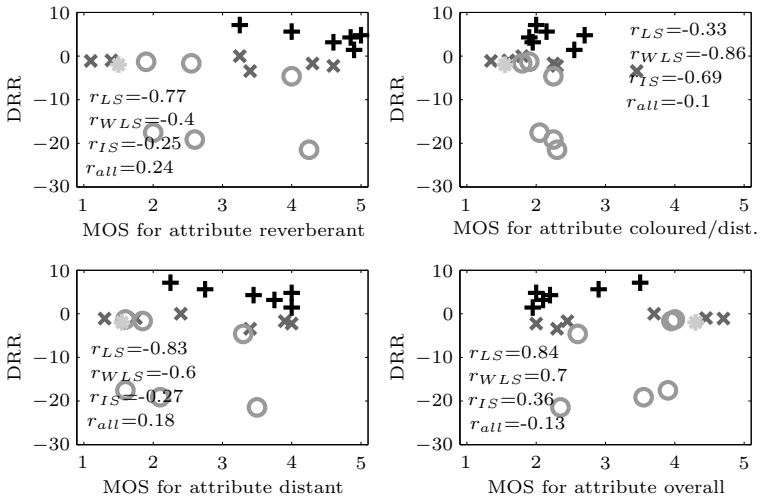 10
0
−10
−20
−30
DRR
r_LS=-0.77
r_WLS=-0.4
r_IS=-0.25
r_all=0.24
1 2 3 4 5
MOS for attribute reverberant
10
0
−10
−20
−30
DRR
r_LS=-0.33
r_WLS=-0.86
r_IS=-0.69
r_all=-0.1
1 2 3 4 5
MOS for attribute coloured/dist.
10
0
−10
−20
−30
DRR
r_LS=-0.83
r_WLS=-0.6
r_IS=-0.27
r_all=0.18
1 2 3 4 5
MOS for attribute distant
10
0
−10
−20
−30
DRR
r_LS=0.84
r_WLS=0.7
r_IS=0.36
r_all=-0.13
1 2 3 4 5
MOS for attribute overall